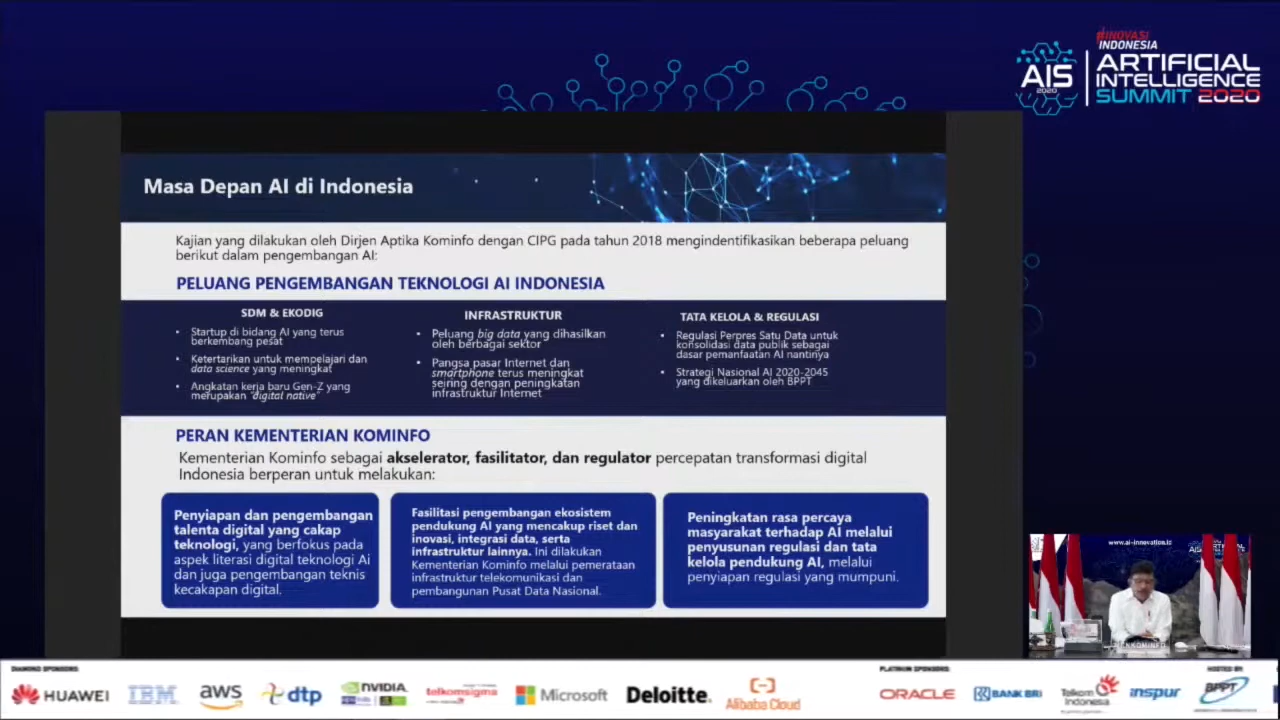 #INOVASI
INDONESIA
AIS
2020
ARTIFICIAL
INTELLIGENCE
SUMMIT 2020
Masa Depan AI di Indonesia
Kajian yang dilakukan oleh Dirjen Aptika Kominfo dengan CIPG pada tahun 2018 mengindentifikasikan beberapa peluang
berikut dalam pengembangan AI:
PELUANG PENGEMBANGAN TEKNOLOGI AI INDONESIA
SDM & EKODIG
• Startup di bidang AI yang terus
berkembang pesat
• Ketertarikan untuk mempelajari dan
data science yang meningkat
• Angkatan kerja baru Gen-Z yang
merupakan "digital native"
INFRASTRUKTUR
• Peluang big data yang dihasilkan
oleh berbagai sektor
• Pangsa pasar Internet dan
smartphone terus meningkat
seiring dengan peningkatan
infrastruktur Internet
TATA KELOLA & REGULASI
• Regulasi Perpres Satu Data untuk
konsolidasi data publik sebagai
dasar pemanfaatan AI nantinya
• Strategi Nasional AI 2020-2045
yang dikeluarkan oleh BPPT
PERAN KEMENTERIAN KOMINFO
Kementerian Kominfo sebagai akselerator, fasilitator, dan regulator percepatan transformasi digital
Indonesia berperan untuk melakukan:
Penyiapan dan pengembangan
talenta digital yang cakap
teknologi, yang berfokus pada
aspek literasi digital teknologi Ai
dan juga pengembangan teknis
kecakapan digital.
Fasilitasi pengembangan ekosistem
pendukung AI yang mencakup riset dan
inovasi, integrasi data, serta
infrastruktur lainnya. Ini dilakukan
Kementerian Kominfo melalui pemerataan
infrastruktur telekomunikasi dan
pembangunan Pusat Data Nasional.
Peningkatan rasa percaya
masyarakat terhadap AI melalui
penyusunan regulasi dan tata
kelola pendukung AI, melalui
penyiapan regulasi yang mumpuni.
www.ai-innovation.id
MENKOMINFO
DIAMOND SPONSORS:
HUAWEI
IBM
aws
dtp
NVIDIA
telkomsigma
Microsoft
Deloitte.
Alibaba Cloud
PLATINUM SPONSORS:
ORACLE
BANK BRI
Telkom
Indonesia
inspur
HOSTED BY:
BPPT